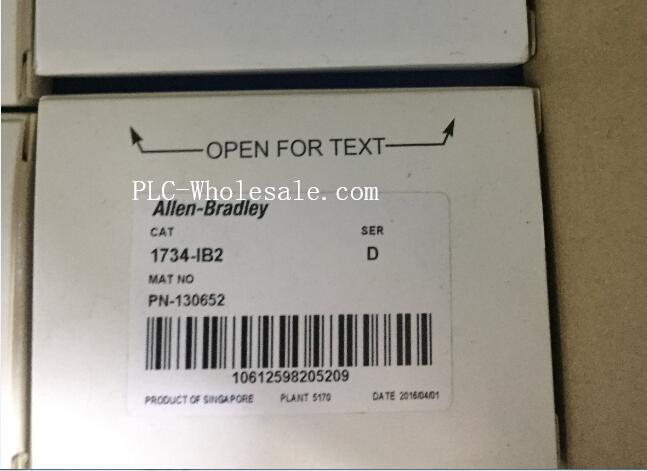 OPEN FOR TEXT
PLC-Wholesale.com
Allen-Bradley
CAT SER
1734-IB2 D
MAT NO
PN-130652
10612598205209
PRODUCT OF SINGAPORE PLANT 5170 DATE 2016/04/01